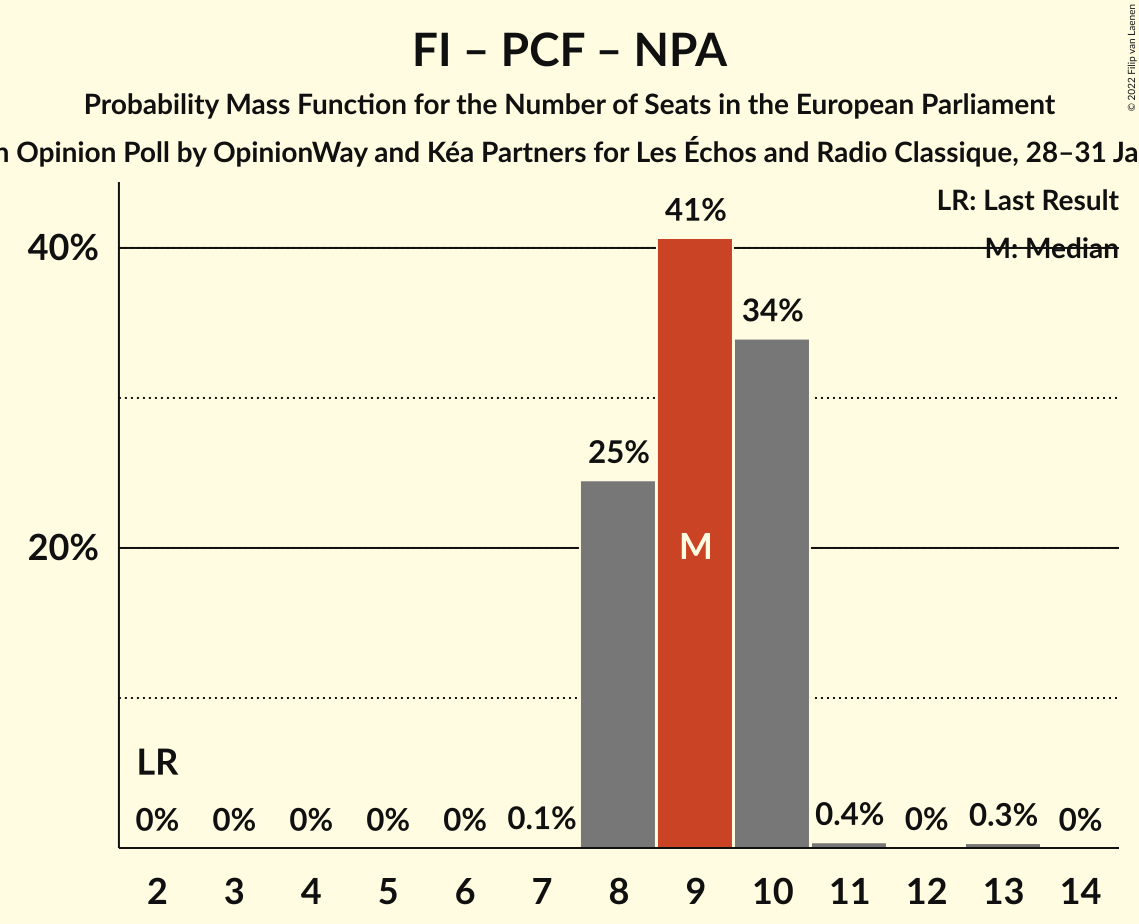 FI – PCF – NPA
Probability Mass Function for the Number of Seats in the European Parliament
Opinion Poll by OpinionWay and Kéa Partners for Les Échos and Radio Classique, 28–31
© 2022 Filip van Laenen
LR: Last Result
M: Median
41%
40%
34%
25%
20%
M
LR
0% 0% 0% 0% 0% 0.1% 0.4% 0% 0.3% 0%
2 3 4 5 6 7 8 9 10 11 12 13 14